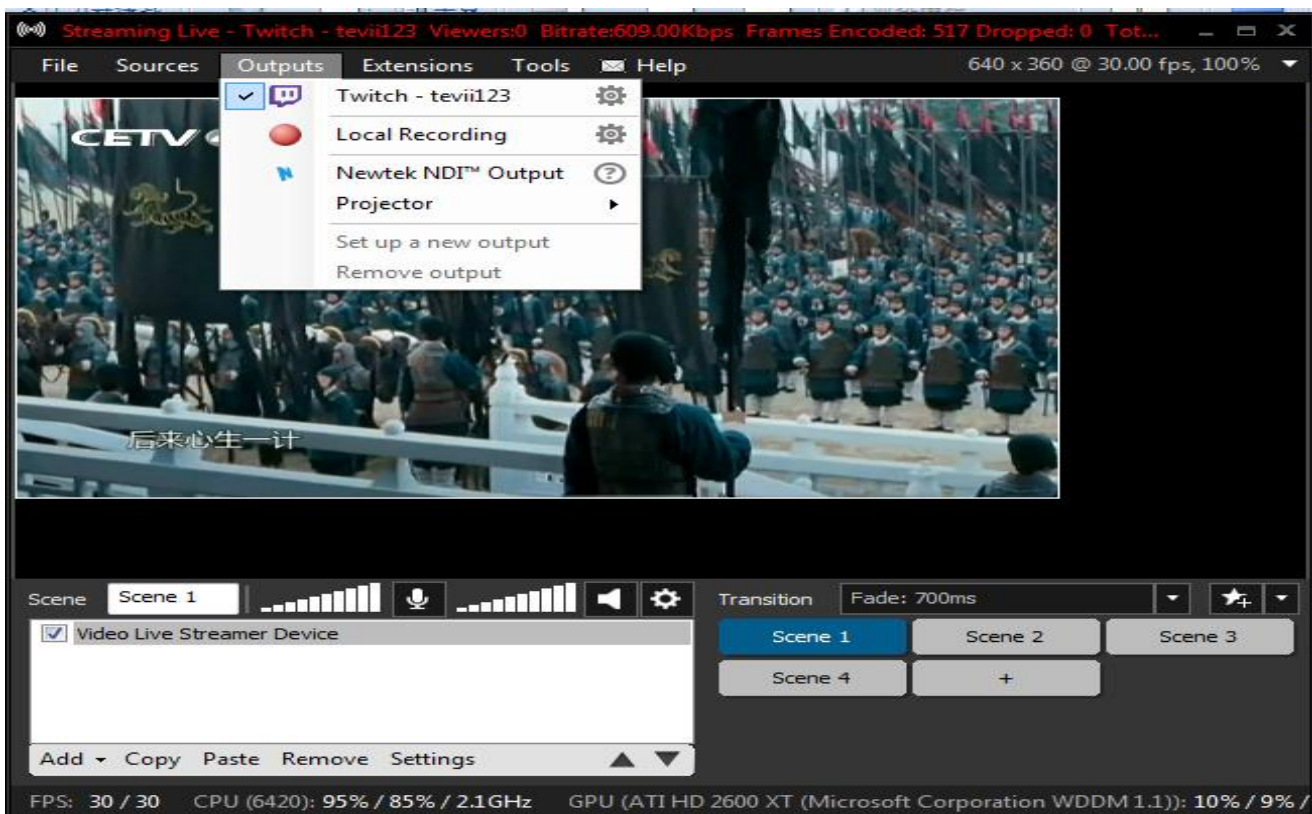 Streaming Live - Twitch - tevii123 Viewers:0 Bitrate:609.00Kbps Frames Encoded: 517 Dropped: 0 Tot...
File Sources Outputs Extensions Tools Help 640 x 360 @ 30.00 fps, 100%
Twitch - tevii123
Local Recording
Newtek NDI™ Output
Projector
Set up a new output
Remove output
CETV
后来心生一计
Scene Scene 1 Transition Fade: 700ms
Video Live Streamer Device
Scene 1 Scene 2 Scene 3
Scene 4 +
Add Copy Paste Remove Settings
FPS: 30 / 30 CPU (6420): 95% / 85% / 2.1GHz GPU (ATI HD 2600 XT (Microsoft Corporation WDDM 1.1)): 10% / 9% /